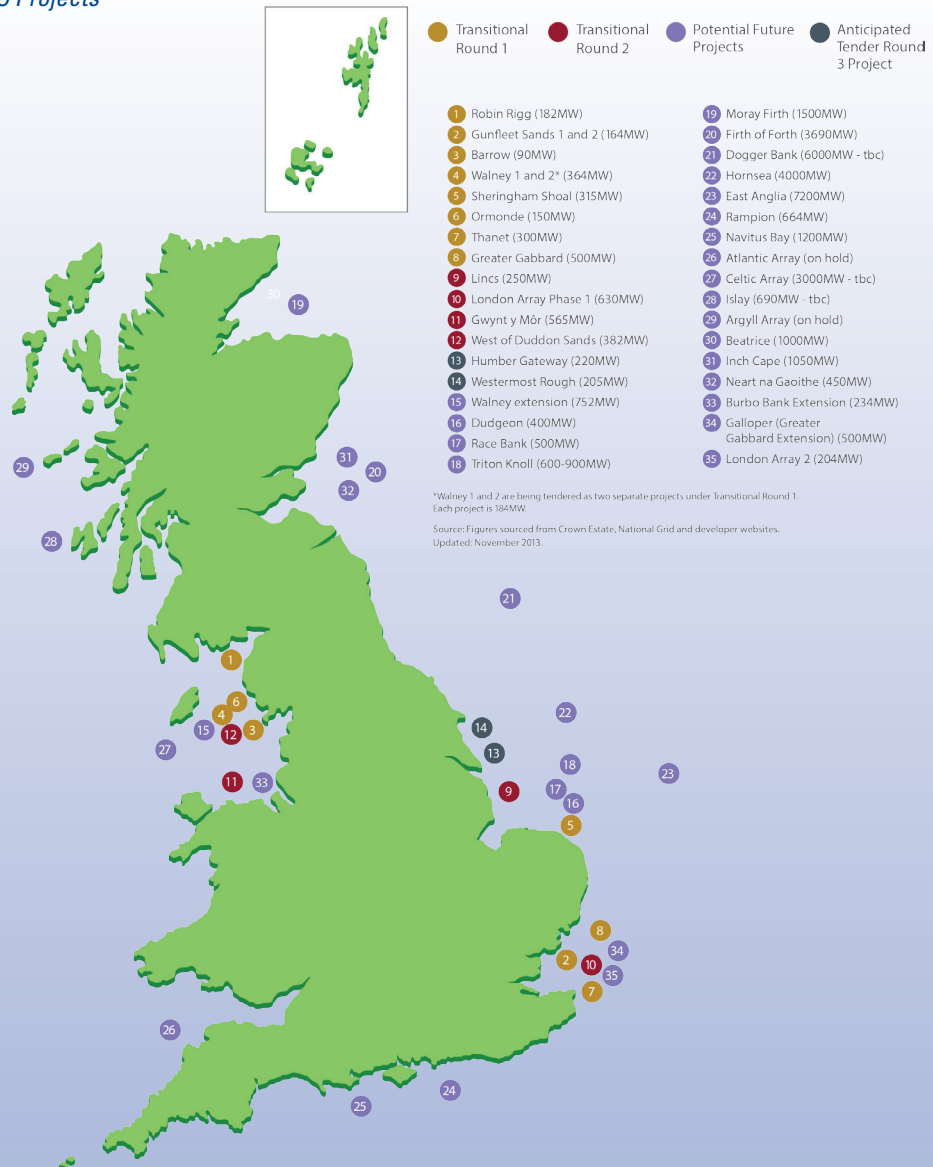 Projects
Transitional
Round 1
Transitional
Round 2
Potential Future
Projects
Anticipated
Tender Round
3 Project
1 Robin Rigg (182MW)
2 Gunfleet Sands 1 and 2 (164MW)
3 Barrow (90MW)
4 Walney 1 and 2* (364MW)
5 Sheringham Shoal (315MW)
6 Ormonde (150MW)
7 Thanet (300MW)
8 Greater Gabbard (500MW)
9 Lincs (250MW)
10 London Array Phase 1 (630MW)
11 Gwynt y Môr (565MW)
12 West of Duddon Sands (382MW)
13 Humber Gateway (220MW)
14 Westermost Rough (205MW)
15 Walney extension (752MW)
16 Dudgeon (400MW)
17 Race Bank (500MW)
18 Triton Knoll (600-900MW)
19 Moray Firth (1500MW)
20 Firth of Forth (3690MW)
21 Dogger Bank (6000MW - tbc)
22 Hornsea (4000MW)
23 East Anglia (7200MW)
24 Rampion (664MW)
25 Navitus Bay (1200MW)
26 Atlantic Array (on hold)
27 Celtic Array (3000MW - tbc)
28 Islay (690MW - tbc)
29 Argyll Array (on hold)
30 Beatrice (1000MW)
31 Inch Cape (1050MW)
32 Neart na Gaoithe (450MW)
33 Burbo Bank Extension (234MW)
34 Galloper (Greater
Gabbard Extension) (500MW)
35 London Array 2 (204MW)
*Walney 1 and 2 are being tendered as two separate projects under Transitional Round 1.
Each project is 184MW.
Source: Figures sourced from Crown Estate, National Grid and developer websites.
Updated: November 2013.
30
19
31
29
20
32
28
21
1
6
4
22
15
12
3
14
27
13
18
23
11
33
17
9
16
5
8
34
2
10
35
7
26
24
25